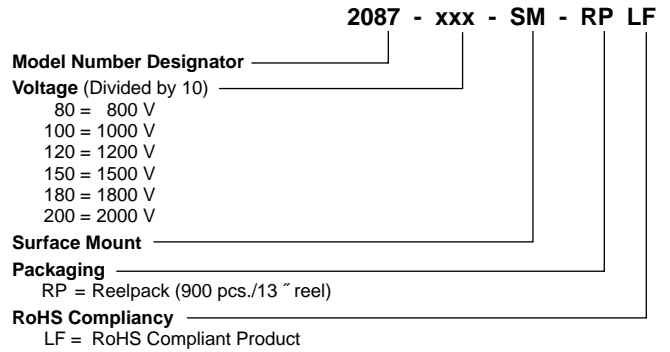 2087 - xxx - SM - RP LF
Model Number Designator
Voltage (Divided by 10)
80 = 800 V
100 = 1000 V
120 = 1200 V
150 = 1500 V
180 = 1800 V
200 = 2000 V
Surface Mount
Packaging
RP = Reelpack (900 pcs./13 ˝ reel)
RoHS Compliancy
LF = RoHS Compliant Product